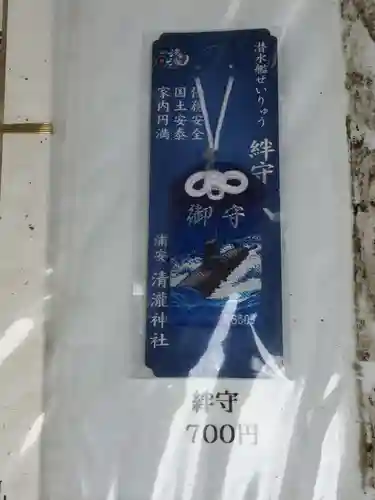 潜水艦せいりゅう
絆守
海務安全
国土安泰
家内円満
御守
浦安 清瀧神社
絆守
700円